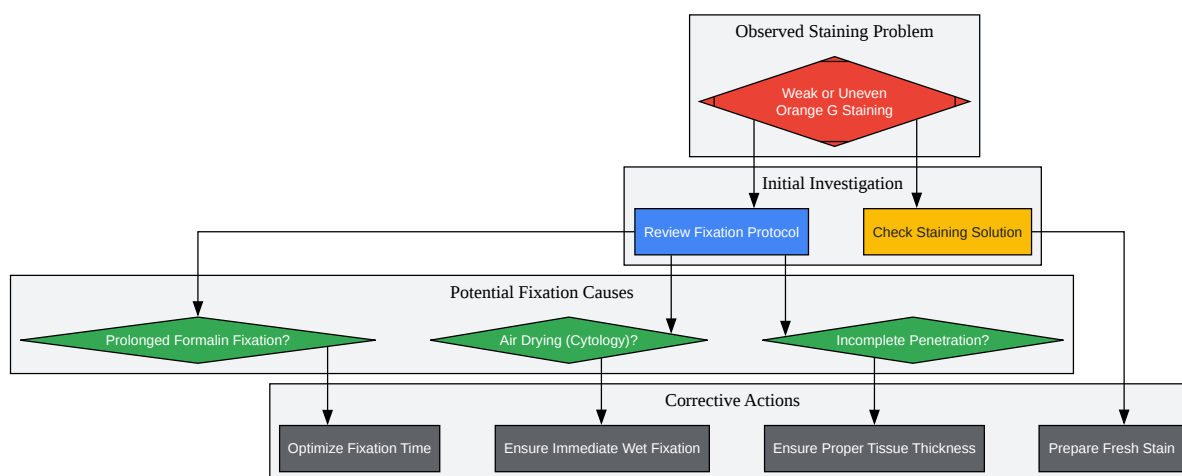 Observed Staining Problem
Weak or Uneven
Orange G Staining
Initial Investigation
Review Fixation Protocol
Check Staining Solution
Potential Fixation Causes
Prolonged Formalin Fixation?
Air Drying (Cytology)?
Incomplete Penetration?
Corrective Actions
Optimize Fixation Time
Ensure Immediate Wet Fixation
Ensure Proper Tissue Thickness
Prepare Fresh Stain